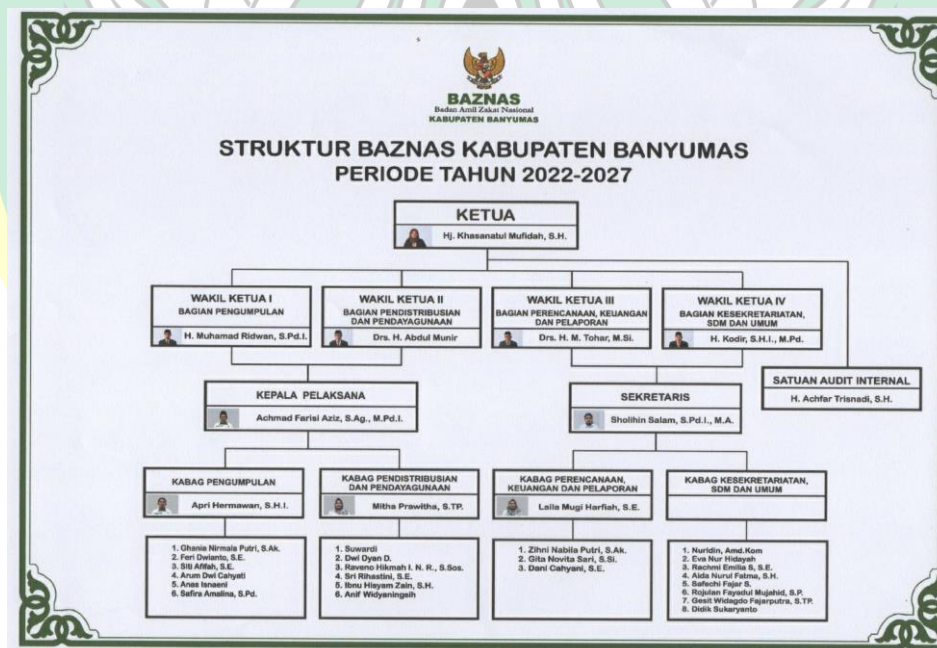 BAZNAS
Badan Amil Zakat Nasional
KABUPATEN BANYUMAS
STRUKTUR BAZNAS KABUPATEN BANYUMAS
PERIODE TAHUN 2022-2027
KETUA
Hj. Khasanatul Mufidah, S.H.
WAKIL KETUA I
BAGIAN PENGUMPULAN
H. Muhamad Ridwan, S.Pd.I.
WAKIL KETUA II
BAGIAN PENDISTRIBUSIAN
DAN PENDAYAGUNAAN
Drs. H. Abdul Munir
WAKIL KETUA III
BAGIAN PERENCANAAN, KEUANGAN
DAN PELAPORAN
Drs. H. M. Tohar, M.Si.
WAKIL KETUA IV
BAGIAN KESEKRETARIATAN,
SDM DAN UMUM
H. Kodir, S.H.I., M.Pd.
SATUAN AUDIT INTERNAL
H. Achfar Trisnadi, S.H.
KEPALA PELAKSANA
Achmad Farisi Aziz, S.Ag., M.Pd.I.
SEKRETARIS
Sholihin Salam, S.Pd.I., M.A.
KABAG PENGUMPULAN
Apri Hermawan, S.H.I.
KABAG PENDISTRIBUSIAN
DAN PENDAYAGUNAAN
Mitha Prawitha, S.TP.
KABAG PERENCANAAN,
KEUANGAN DAN PELAPORAN
Laila Mugi Harfiah, S.E.
KABAG KESEKRETARIATAN,
SDM DAN UMUM
1. Ghania Nirmala Putri, S.Ak.
2. Feri Dwianto, S.E.
3. Siti Afifah, S.E.
4. Arum Dwi Cahyati
5. Anas Isnaeni
6. Safira Amalina, S.Pd.
1. Suwardi
2. Dwi Dyan D.
3. Raveno Hikmah I. N. R., S.Sos.
4. Sri Rihastini, S.E.
5. Ibnu Hisyam Zain, S.H.
6. Anif Widyaningsih
1. Zihni Nabila Putri, S.Ak.
2. Gita Novita Sari, S.Si.
3. Dani Cahyani, S.E.
1. Nuridin, Amd.Kom
2. Eva Nur Hidayah
3. Rachmi Emilia S, S.E.
4. Aida Nurul Fatma, S.H.
5. Safechi Fajar S.
6. Rojulan Fayadul Mujahid, S.P.
7. Gesit Widagdo Fajarputra, S.TP.
8. Didik Sukaryanto